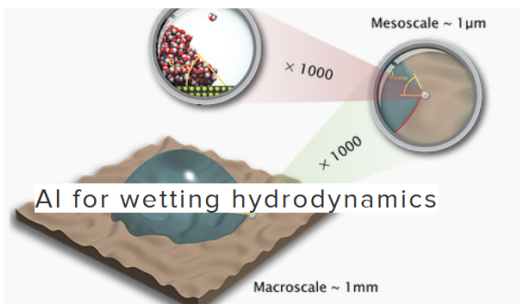 Mesoscale ~ 1μm
× 1000
× 1000
AI for wetting hydrodynamics
Macroscale ~ 1mm